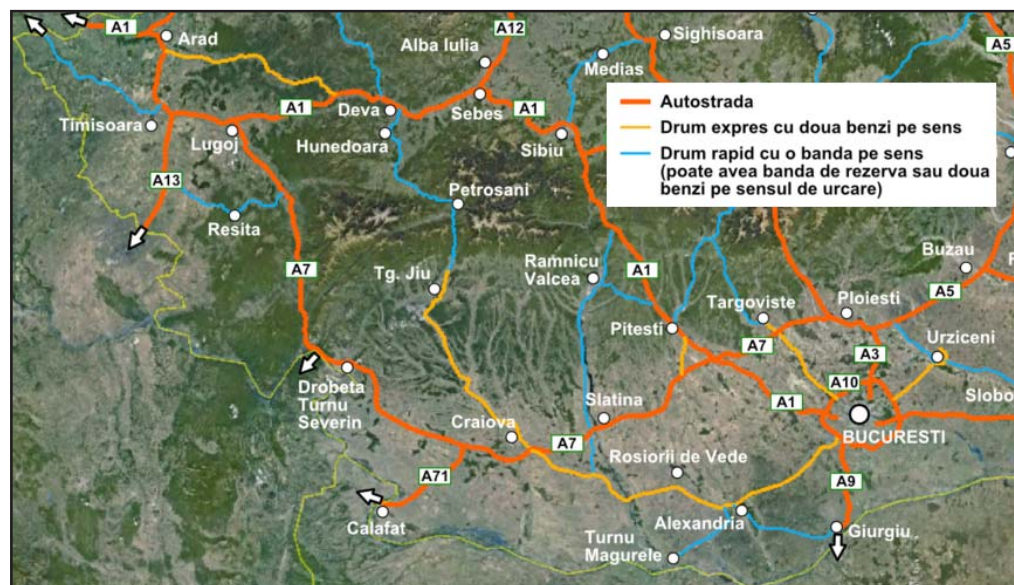 A1
Arad
A12
Alba Iulia
Sighisoara
A5
Medias
Autostrada
Drum expres cu doua benzi pe sens
Drum rapid cu o banda pe sens
(poate avea banda de rezerva sau doua
benzi pe sensul de urcare)
A1
Deva
Sebes
A1
Timisoara
Lugoj
Hunedoara
Sibiu
A13
Petrosani
Resita
A7
Tg. Jiu
Ramnicu
Valcea
A1
Buzau
Targoviste
Ploiesti
A5
Pitesti
A7
Urziceni
A3
Drobeta
Turnu
Severin
A10
Slatina
A1
Slobo
Craiova
A7
BUCURESTI
Rosiorii de Vede
A71
A9
Calafat
Alexandria
Giurgiu
Turnu
Magurele